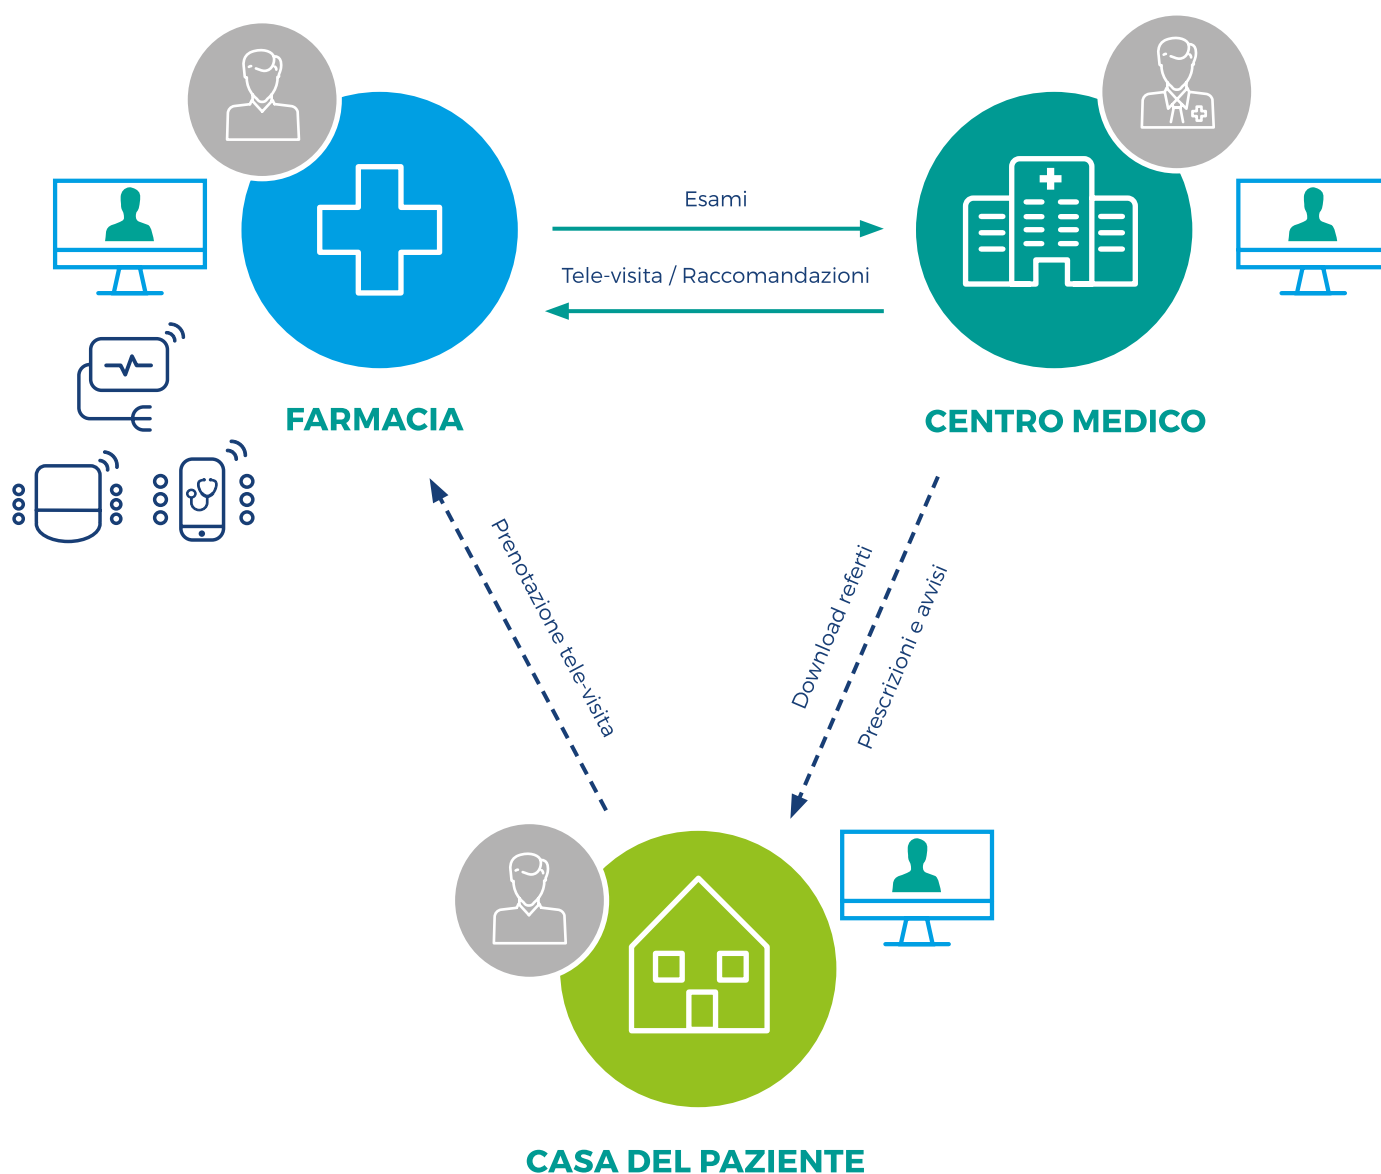 Esami
Tele-visita / Raccomandazioni
FARMACIA
CENTRO MEDICO
Prenotazione tele-visita
Download referti
Prescrizioni e avvisi
CASA DEL PAZIENTE